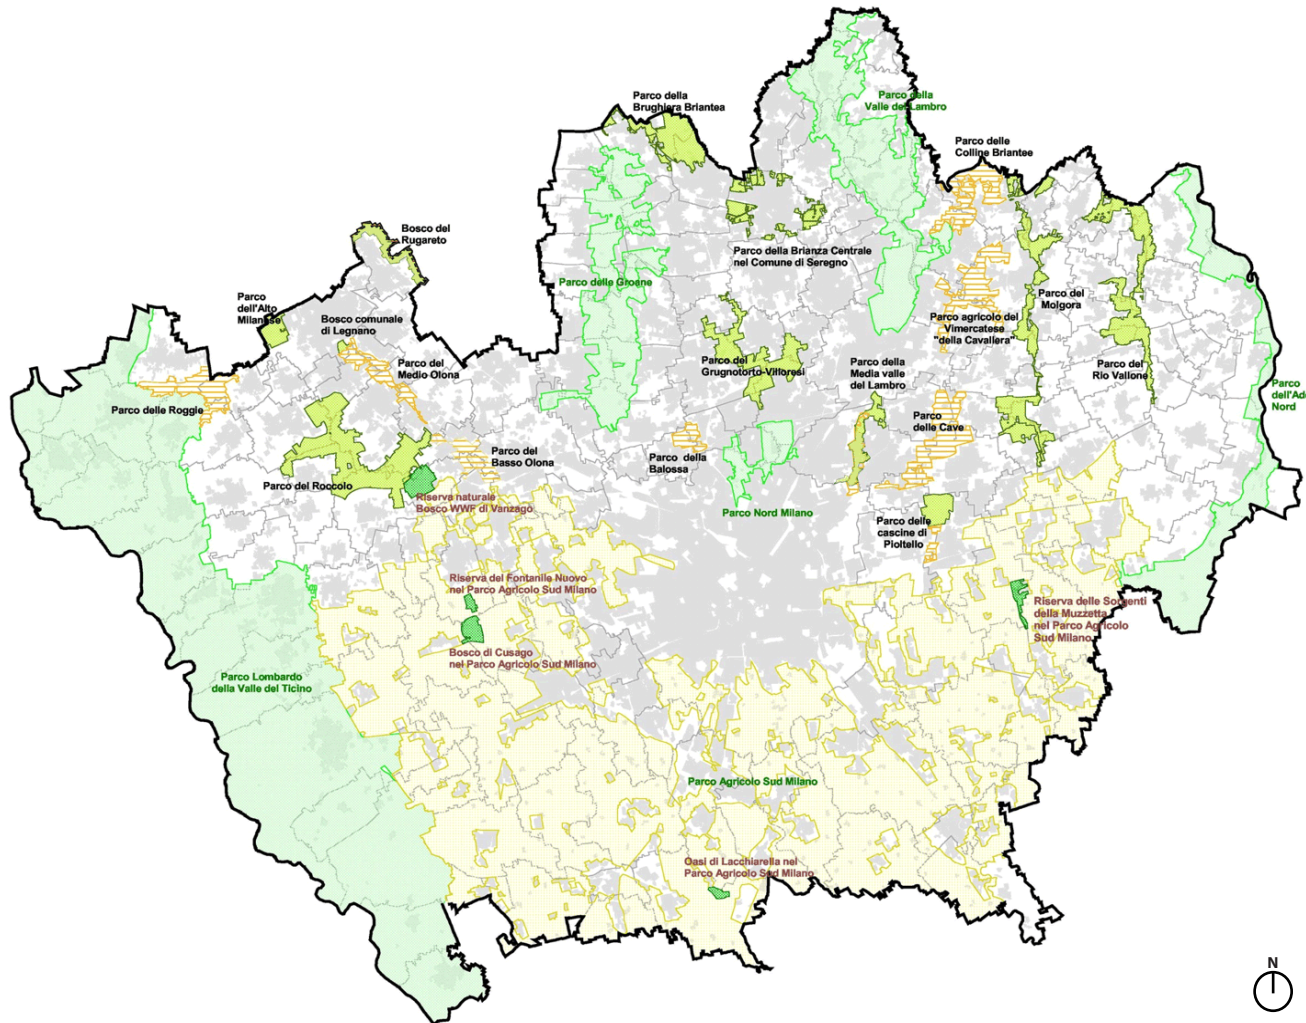 Parco della
Brughiera Briantea
Parco della
Valle del Lambro
Parco delle
Colline Briantee
Bosco del
Rugareto
Parco della Brianza Centrale
nel Comune di Seregno
Parco delle Groane
Parco
dell'Alto
Milanese
Bosco comunale
di Legnano
Parco del
Molgora
Parco agricolo del
Vimercatese
"della Cavallera"
Parco del
Medio Olona
Parco del
Grugnotorto-Villoresi
Parco della
Media valle
del Lambro
Parco del
Rio Vallone
Parco
dell'Ad
Nord
Parco delle Roggie
Parco
delle Cave
Parco del
Basso Olona
Parco della
Balossa
Parco del Roccolo
Riserva naturale
Bosco WWF di Vanzago
Parco Nord Milano
Parco delle
cascine di
Pioltello
Riserva del Fontanile Nuovo
nel Parco Agricolo Sud Milano
Riserva delle Sorgenti
della Muzzetta
nel Parco Agricolo
Sud Milano
Bosco di Cusago
nel Parco Agricolo Sud Milano
Parco Lombardo
della Valle del Ticino
Parco Agricolo Sud Milano
Oasi di Lacchiarella nel
Parco Agricolo Sud Milano
N